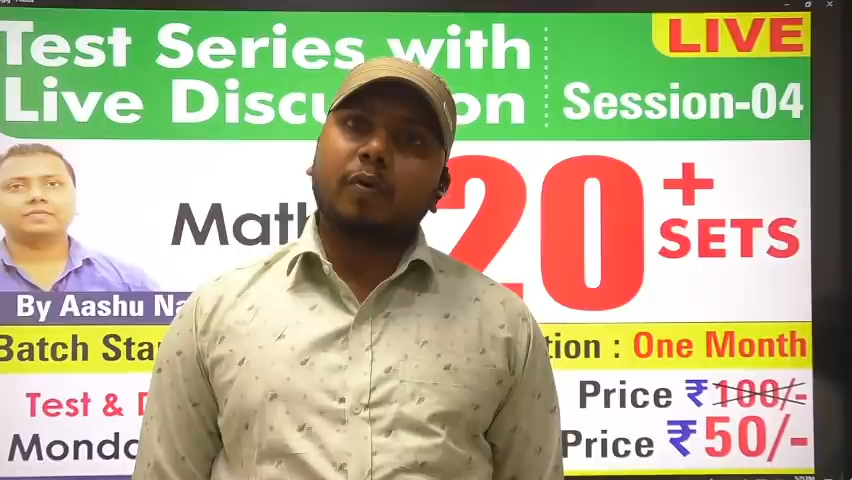 Test Series with
LIVE
Live Discu on
Session-04
Math
20+
SETS
By Aashu Na
Batch Star
tion : One Month
Test &
Price ₹ 100/-
Monda
Price ₹ 50/-